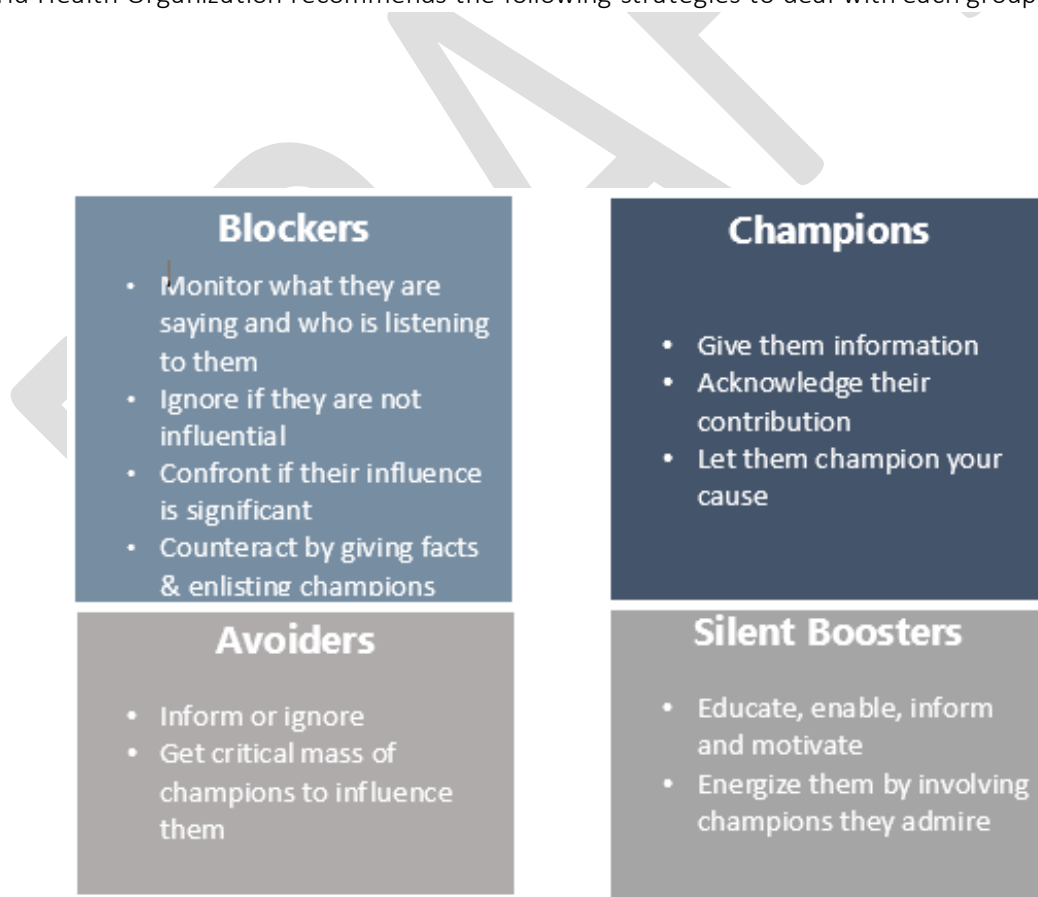 Health Organization recommends the following strategies to deal with each group
Blockers
• Monitor what they are
saying and who is listening
to them
• Ignore if they are not
influential
• Confront if their influence
is significant
• Counteract by giving facts
& enlisting champions
Champions
• Give them information
• Acknowledge their
contribution
• Let them champion your
cause
Avoiders
• Inform or ignore
• Get critical mass of
champions to influence
them
Silent Boosters
• Educate, enable, inform
and motivate
• Energize them by involving
champions they admire